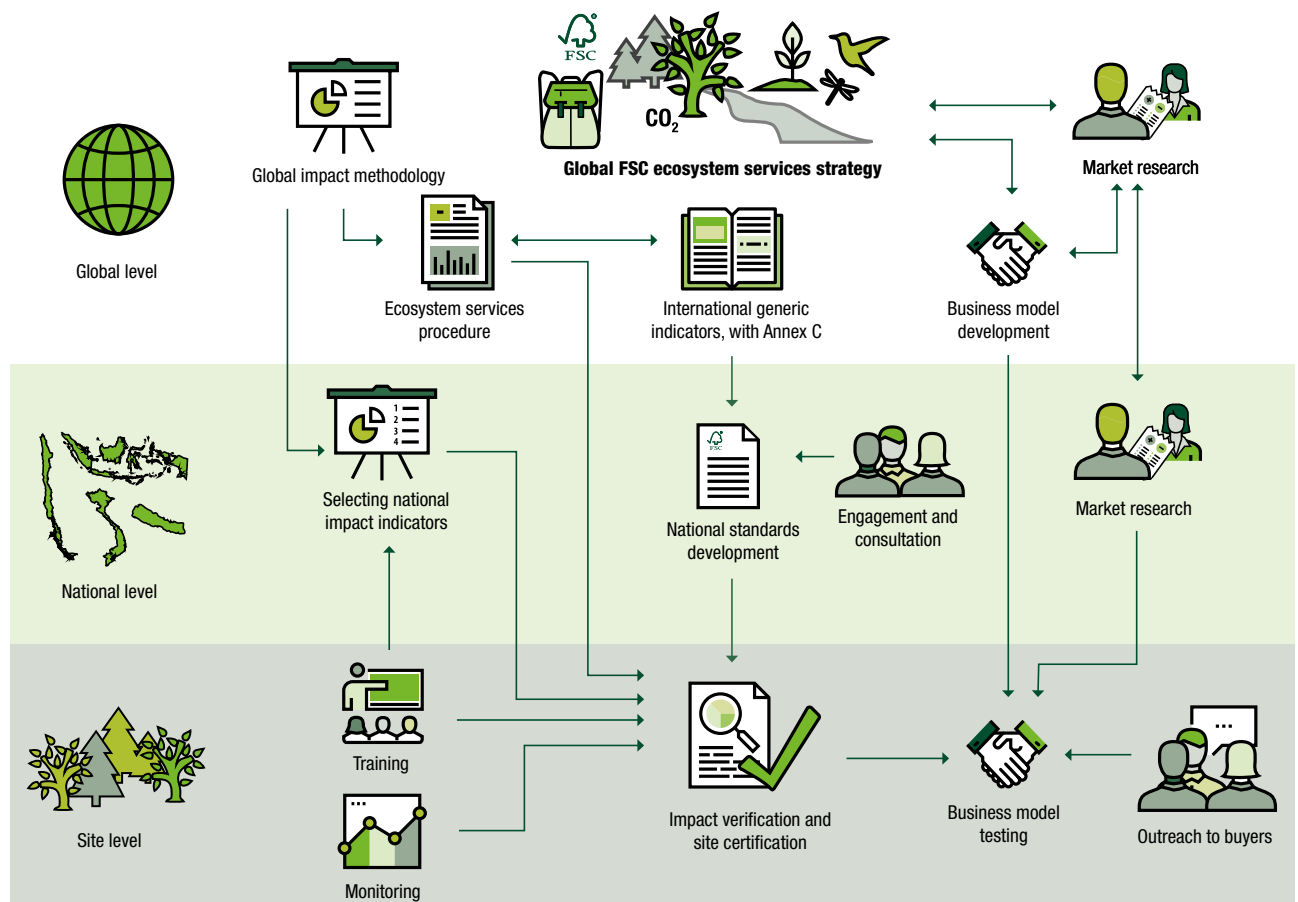 FSC
CO2
Global impact methodology
Global FSC ecosystem services strategy
Market research
Global level
Ecosystem services
procedure
International generic
indicators, with Annex C
Business model
development
1
2
3
4
FSC
Selecting national
impact indicators
National standards
development
Engagement and
consultation
Market research
National level
...
Training
Site level
...
Monitoring
Impact verification and
site certification
Business model
testing
Outreach to buyers